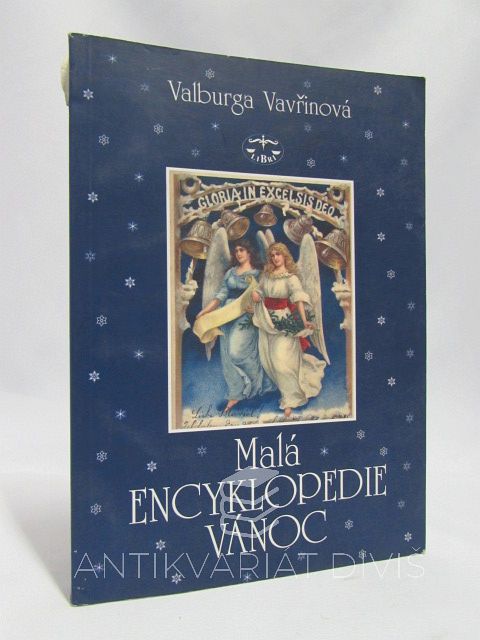 Valburga Vavřinová
LIBRI
GLORIA IN EXCELSIS DEO
Malá
ENCYKLOPEDIE
VÁNOC
ANTIKVARIÁT DIVIŠ